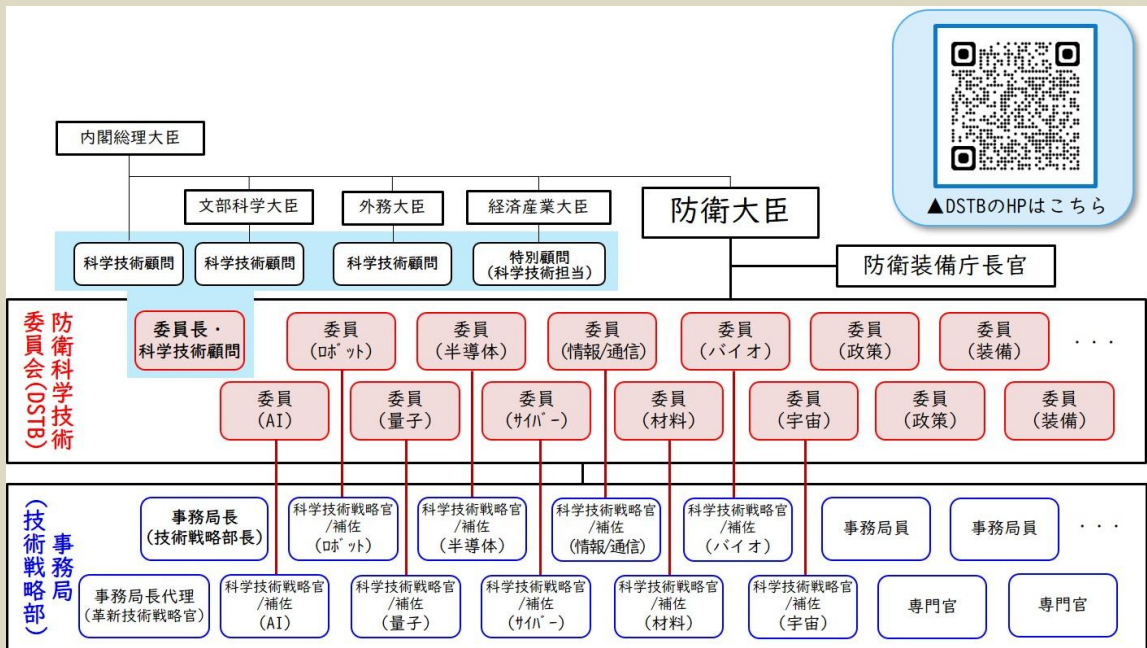 ▲DSTBのHPはこちら
内閣総理大臣
文部科学大臣
外務大臣
経済産業大臣
防衛大臣
科学技術顧問
科学技術顧問
科学技術顧問
特別顧問
(科学技術担当)
防衛装備庁長官
防衛科学技術
委員会(DSTB)
委員長・
科学技術顧問
委員
(ﾛﾎﾞｯﾄ)
委員
(半導体)
委員
(情報/通信)
委員
(バイオ)
委員
(政策)
委員
(装備)
・・・
委員
(AI)
委員
(量子)
委員
(ｻｲﾊﾞｰ)
委員
(材料)
委員
(宇宙)
委員
(政策)
委員
(装備)
事務局
(技術戦略部)
事務局長
(技術戦略部長)
科学技術戦略官
/補佐
(ﾛﾎﾞｯﾄ)
科学技術戦略官
/補佐
(半導体)
科学技術戦略官
/補佐
(情報/通信)
科学技術戦略官
/補佐
(バイオ)
事務局員
事務局員
・・・
事務局長代理
(革新技術戦略官)
科学技術戦略官
/補佐
(AI)
科学技術戦略官
/補佐
(量子)
科学技術戦略官
/補佐
(ｻｲﾊﾞｰ)
科学技術戦略官
/補佐
(材料)
科学技術戦略官
/補佐
(宇宙)
専門官
専門官